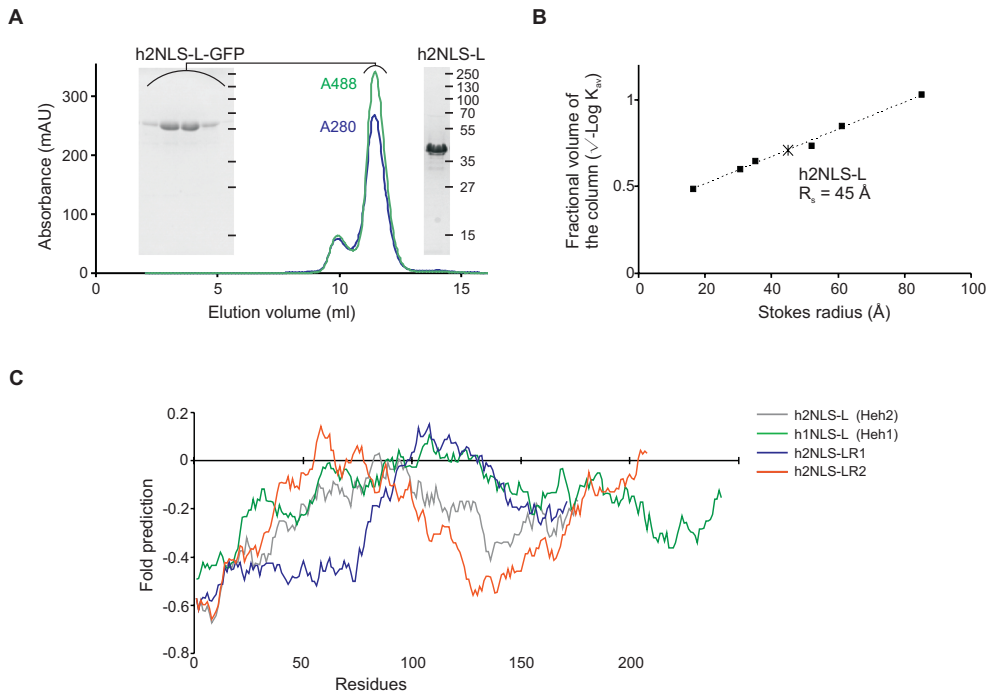 A
h2NLS-L-GFP
h2NLS-L
A488
A280
250
130
100
70
55
35
27
15
300
200
100
0
Absorbance (mAU)
0
5
10
15
Elution volume (ml)
B
Fractional volume of
the column (√-Log Kav)
1
0.5
0
h2NLS-L
Rs = 45 Å
0
20
40
60
80
100
Stokes radius (Å)
C
0.2
0
-0.2
-0.4
-0.6
-0.8
Fold prediction
0
50
100
150
200
Residues
h2NLS-L (Heh2)
h1NLS-L (Heh1)
h2NLS-LR1
h2NLS-LR2